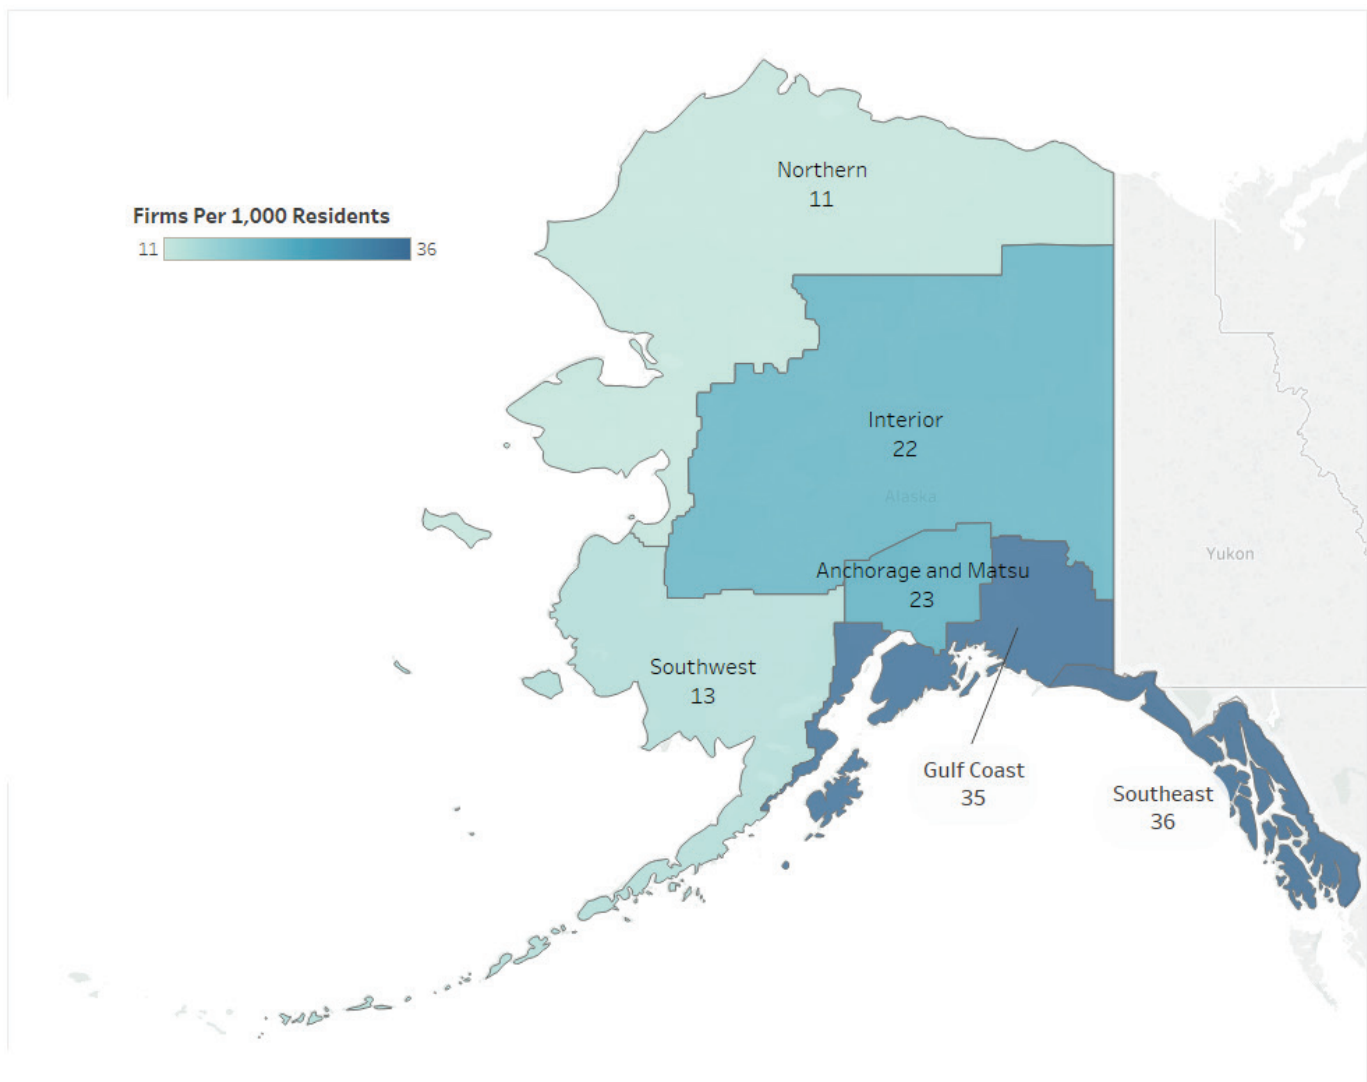 Northern
11
Firms Per 1,000 Residents
11 36
Interior
22
Alaska
Yukon
Anchorage and Matsu
23
Southwest
13
Gulf Coast
35
Southeast
36